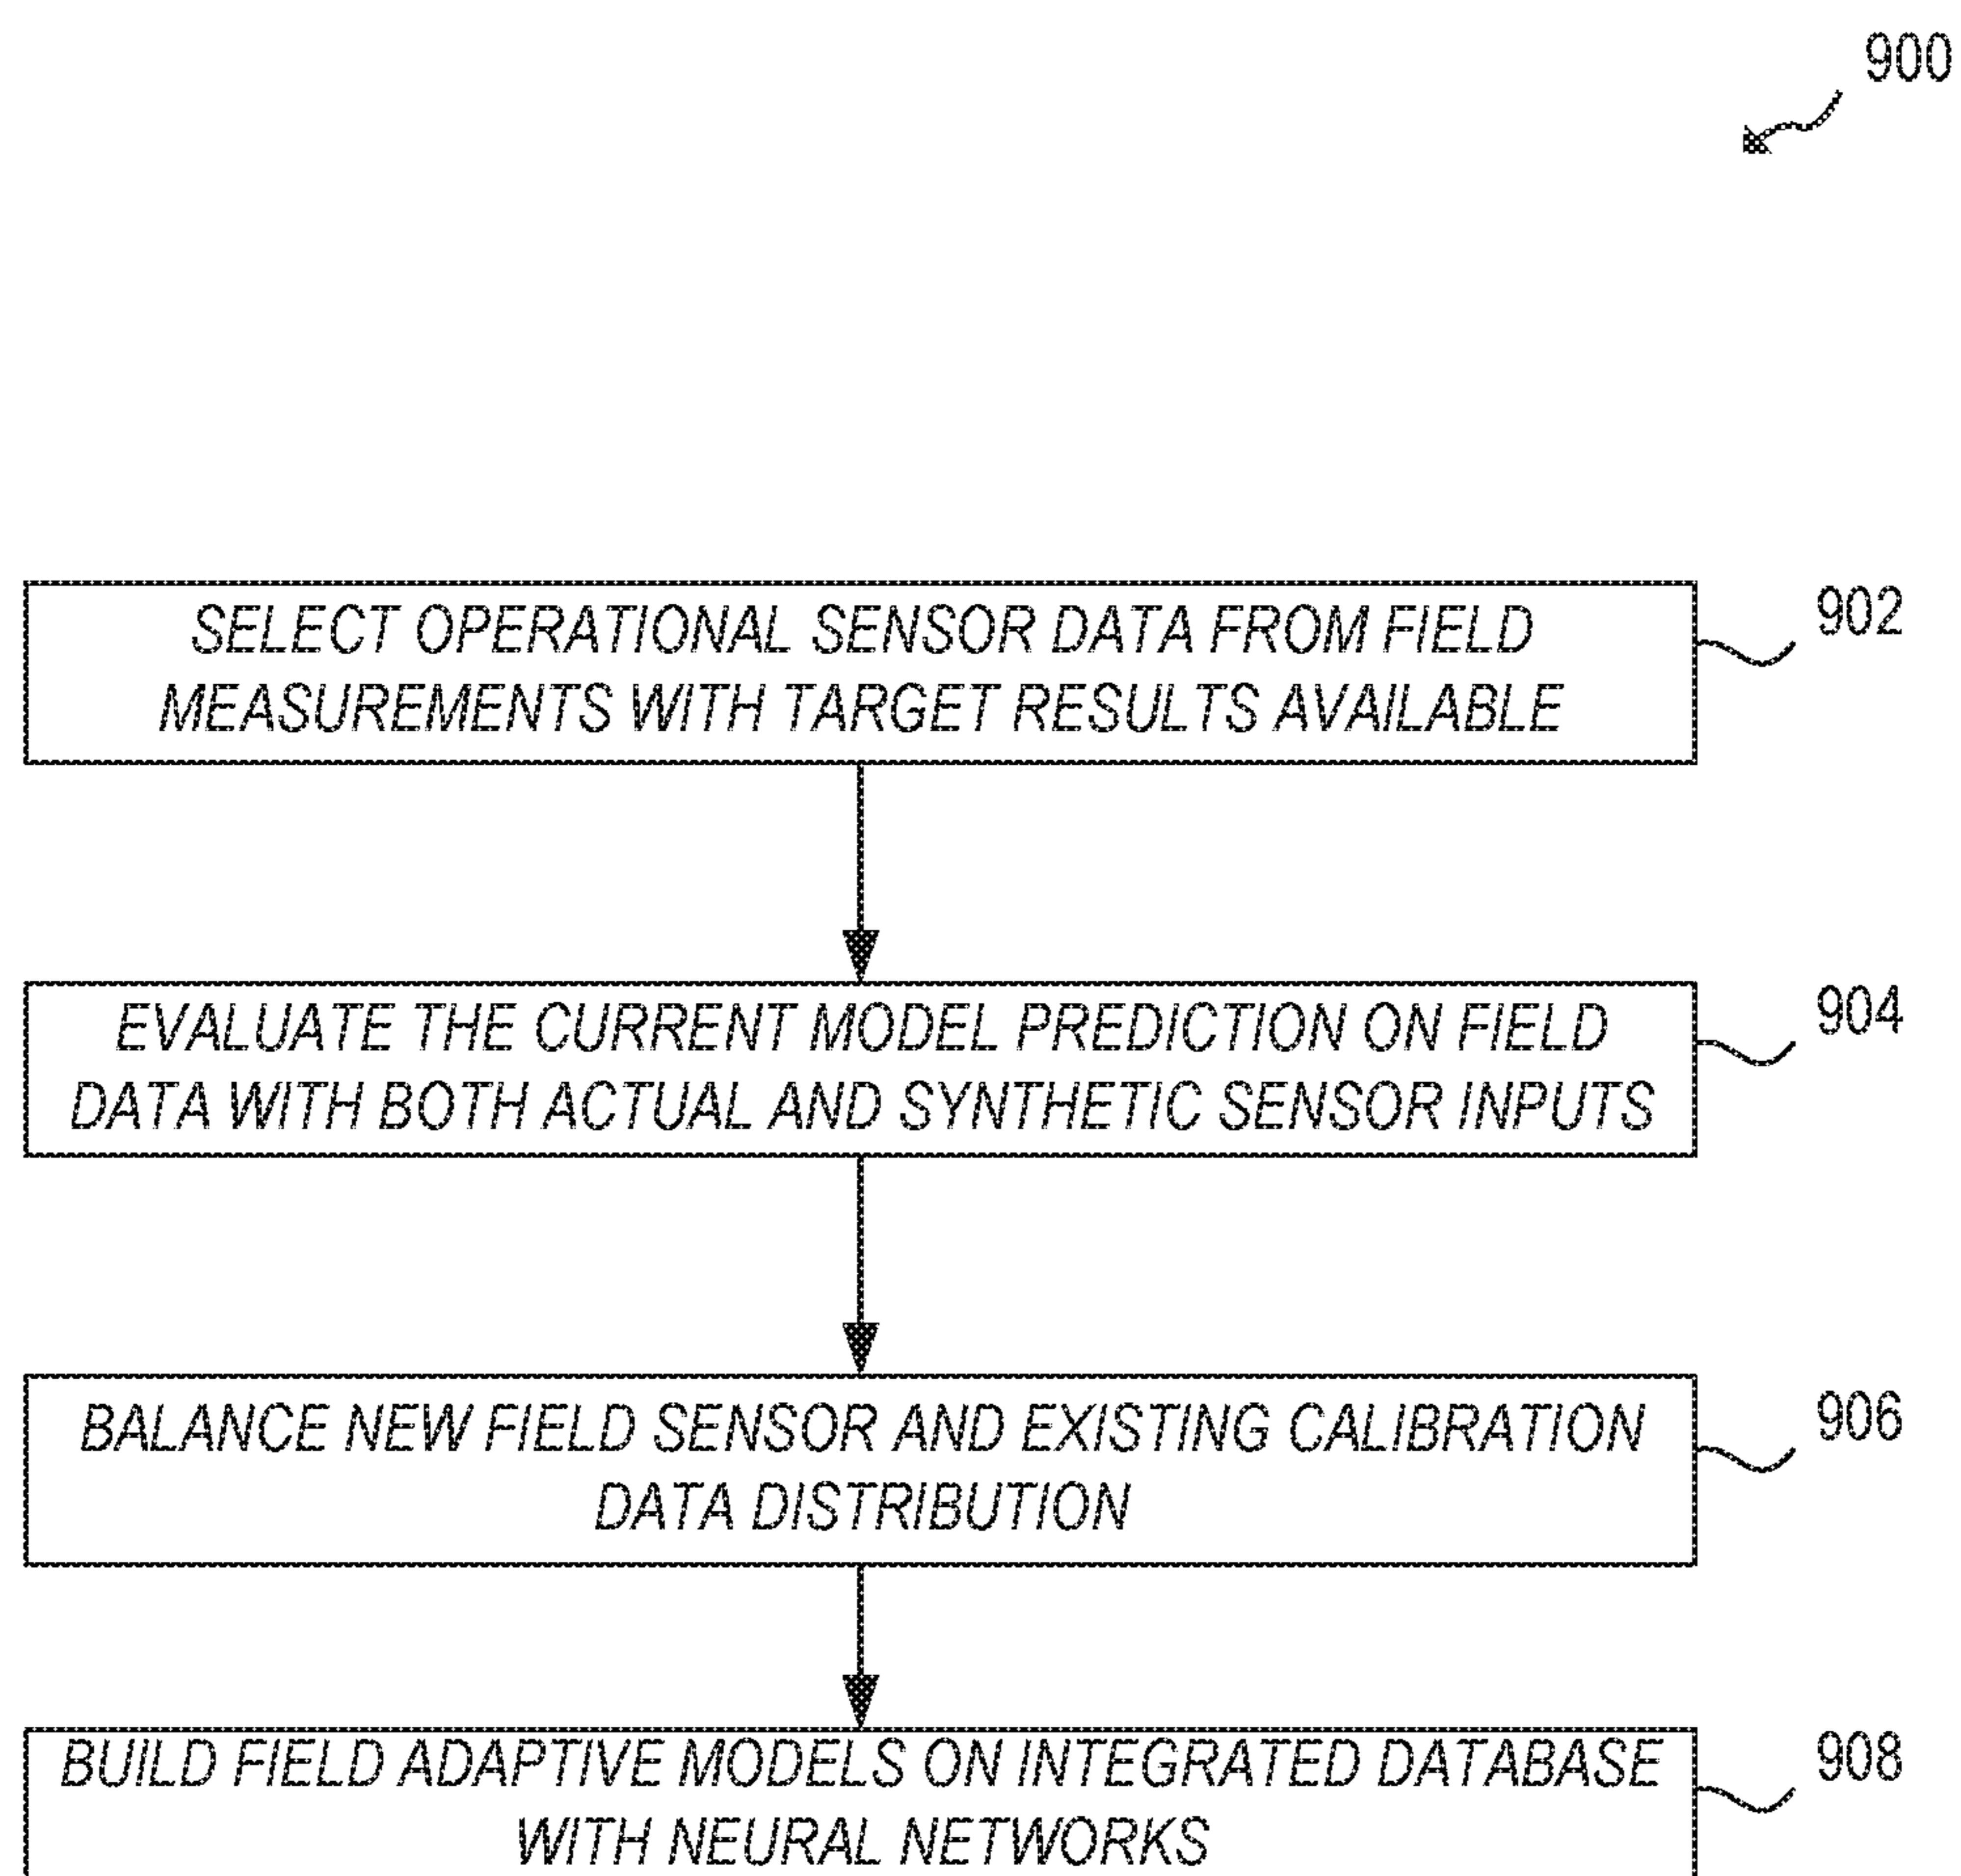 900
SELECT OPERATIONAL SENSOR DATA FROM FIELD
MEASUREMENTS WITH TARGET RESULTS AVAILABLE
902
EVALUATE THE CURRENT MODEL PREDICTION ON FIELD
DATA WITH BOTH ACTUAL AND SYNTHETIC SENSOR INPUTS
904
BALANCE NEW FIELD SENSOR AND EXISTING CALIBRATION
DATA DISTRIBUTION
906
BUILD FIELD ADAPTIVE MODELS ON INTEGRATED DATABASE
WITH NEURAL NETWORKS
908